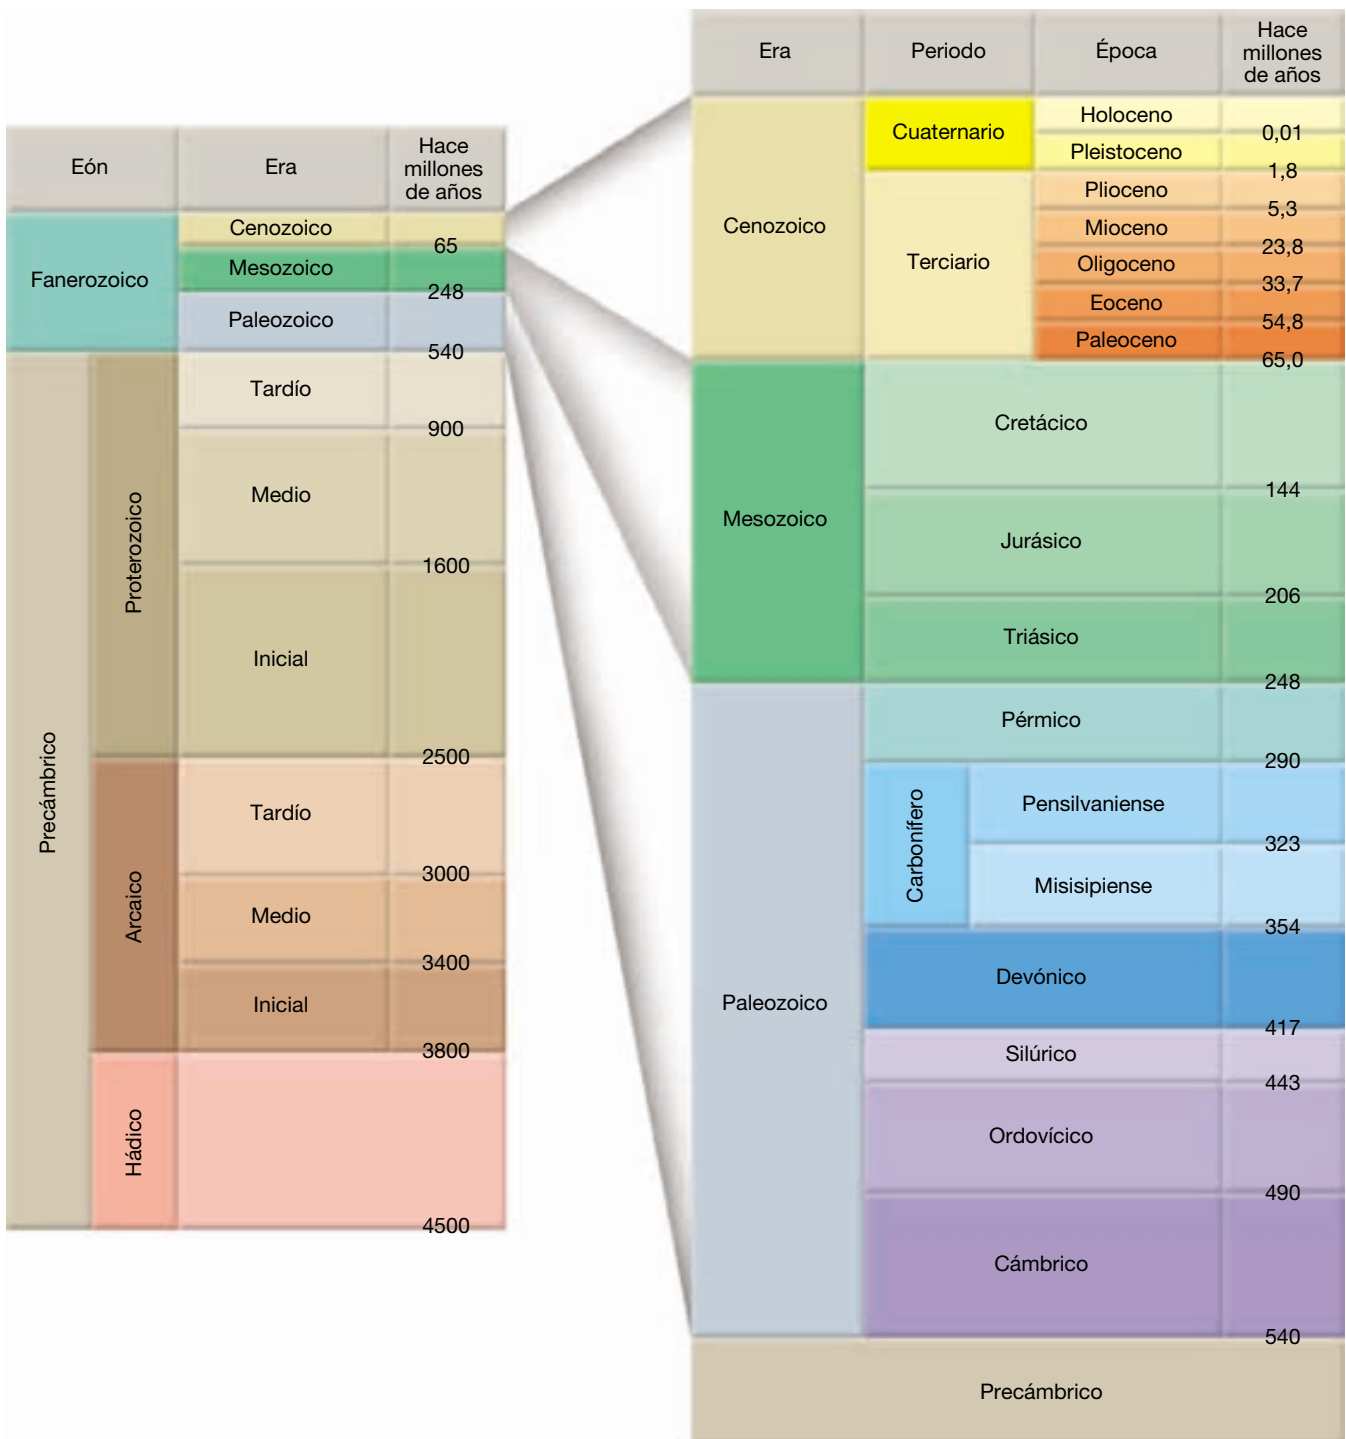 Eón
Era
Hace
millones
de años
Fanerozoico
Cenozoico
65
Mesozoico
248
Paleozoico
540
Precámbrico
Proterozoico
Tardío
900
Medio
1600
Inicial
2500
Arcaico
Tardío
3000
Medio
3400
Inicial
3800
Hádico
4500
Era
Periodo
Época
Hace
millones
de años
Cenozoico
Cuaternario
Holoceno
0,01
Pleistoceno
1,8
Terciario
Plioceno
5,3
Mioceno
23,8
Oligoceno
33,7
Eoceno
54,8
Paleoceno
65,0
Mesozoico
Cretácico
144
Jurásico
206
Triásico
248
Paleozoico
Pérmico
290
Carbonífero
Pensilvaniense
323
Misisipiense
354
Devónico
417
Silúrico
443
Ordovícico
490
Cámbrico
540
Precámbrico